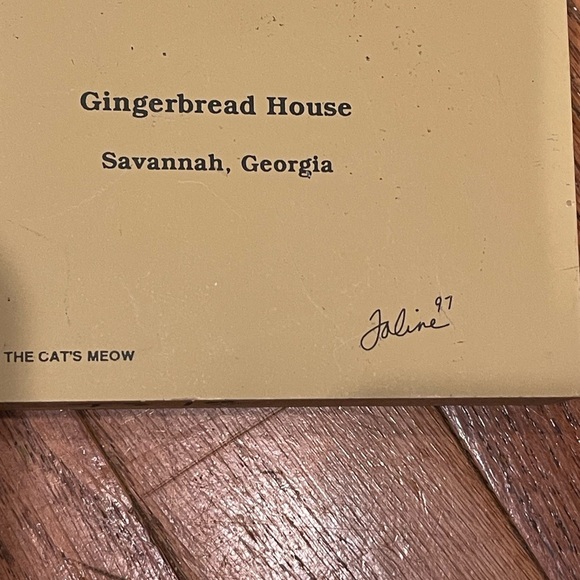 Gingerbread House
Savannah, Georgia
Faline 97
THE CAT'S MEOW